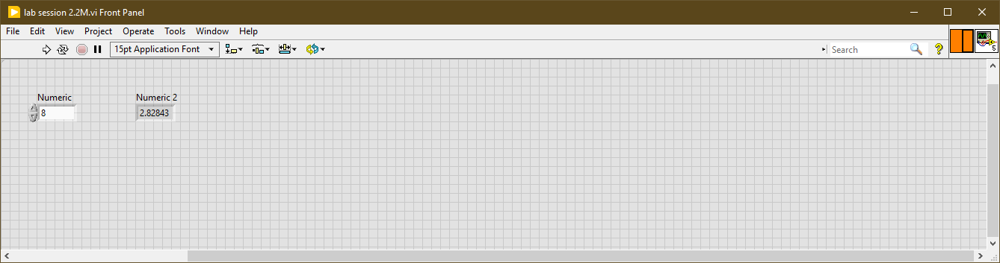 lab session 2.2M.vi Front Panel
File Edit View Project Operate Tools Window Help
15pt Application Font
Search
?
5
Numeric Numeric 2
8 2.82843